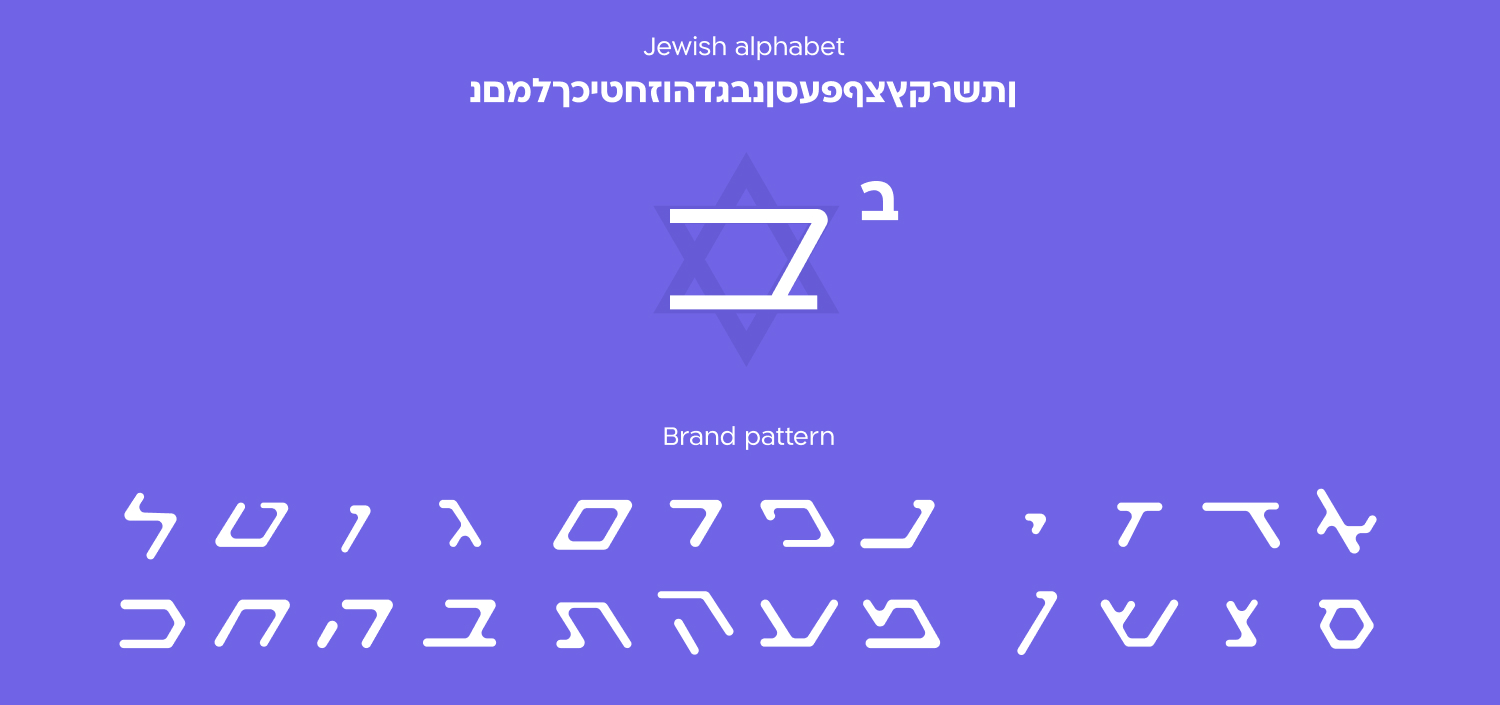 Jewish alphabet
ןתשרקץצףפעסןנבגדהוזחטיכךלמםנ
ב
ב
Brand pattern
א ד ז י נ פ ר ם ג ו ט ל
ס צ ש ן מ ע ק ת ב ה ח כ